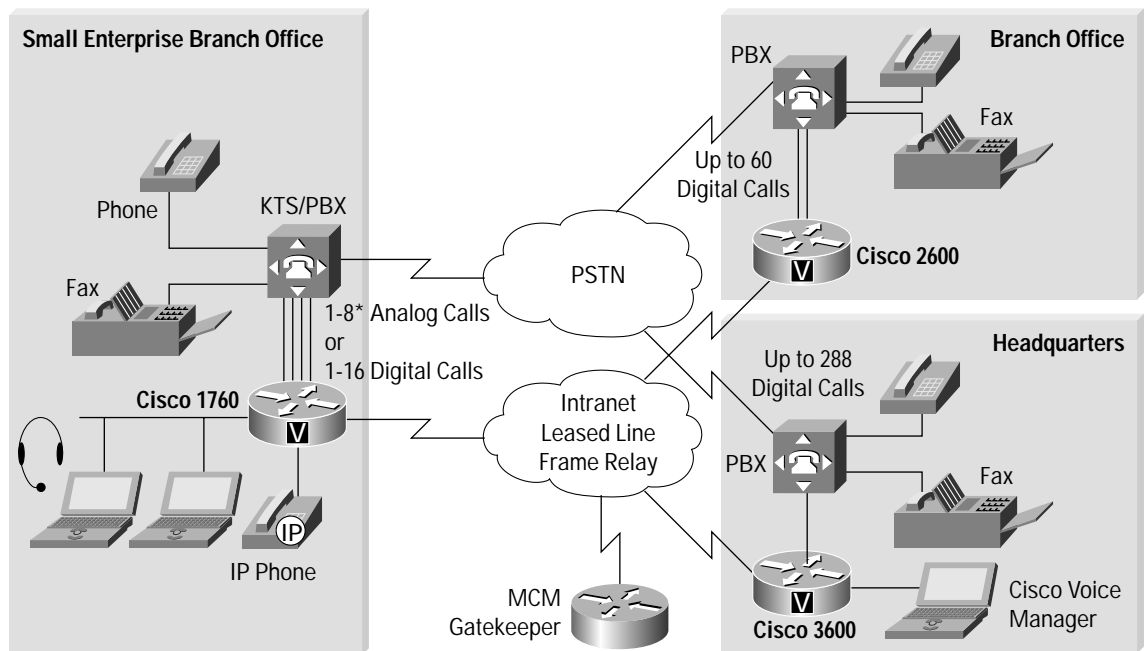 Small Enterprise Branch Office
Phone
KTS/PBX
Fax
1-8* Analog Calls
or
1-16 Digital Calls
Cisco 1760
V
IP
IP Phone
PSTN
Intranet
Leased Line
Frame Relay
MCM
Gatekeeper
Branch Office
PBX
Fax
Up to 60
Digital Calls
V
Cisco 2600
Headquarters
Up to 288
Digital Calls
PBX
Fax
V
Cisco 3600
Cisco Voice
Manager